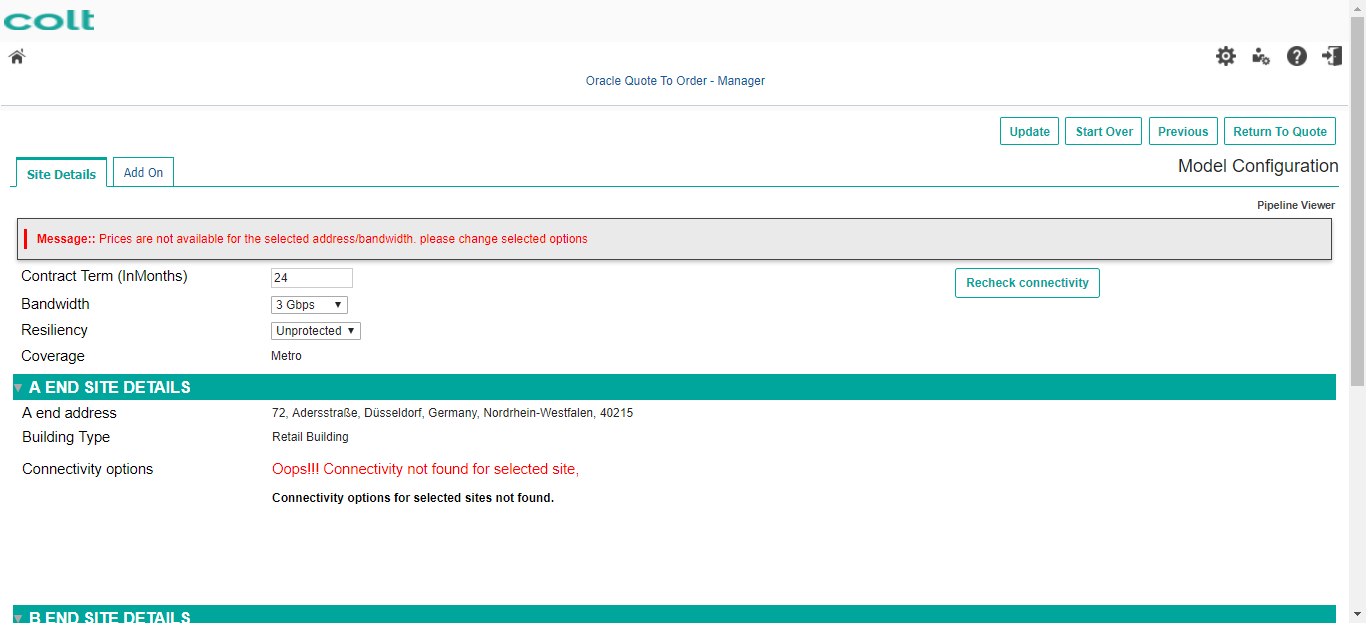 colt
Oracle Quote To Order - Manager
Update Start Over Previous Return To Quote
Site Details Add On
Model Configuration
Pipeline Viewer
Message:: Prices are not available for the selected address/bandwidth. please change selected options
Contract Term (InMonths) 24
Recheck connectivity
Bandwidth 3 Gbps
Resiliency Unprotected
Coverage Metro
A END SITE DETAILS
A end address 72, Adersstraße, Düsseldorf, Germany, Nordrhein-Westfalen, 40215
Building Type Retail Building
Connectivity options Oops!!! Connectivity not found for selected site,
Connectivity options for selected sites not found.
B END SITE DETAILS